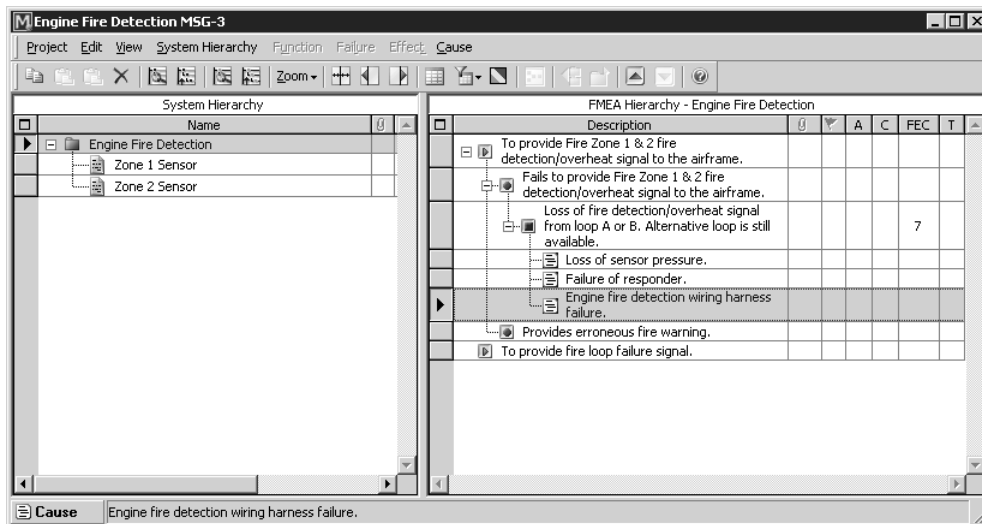 Engine Fire Detection MSG-3
Project Edit View System Hierarchy Function Failure Effect Cause
Zoom
System Hierarchy
Name
Engine Fire Detection
Zone 1 Sensor
Zone 2 Sensor
FMEA Hierarchy - Engine Fire Detection
Description A C FEC T
To provide Fire Zone 1 & 2 fire
detection/overheat signal to the airframe.
Fails to provide Fire Zone 1 & 2 fire
detection/overheat signal to the airframe.
Loss of fire detection/overheat signal
from loop A or B. Alternative loop is still
available.
7
Loss of sensor pressure.
Failure of responder.
Engine fire detection wiring harness
failure.
Provides erroneous fire warning.
To provide fire loop failure signal.
Cause Engine fire detection wiring harness failure.